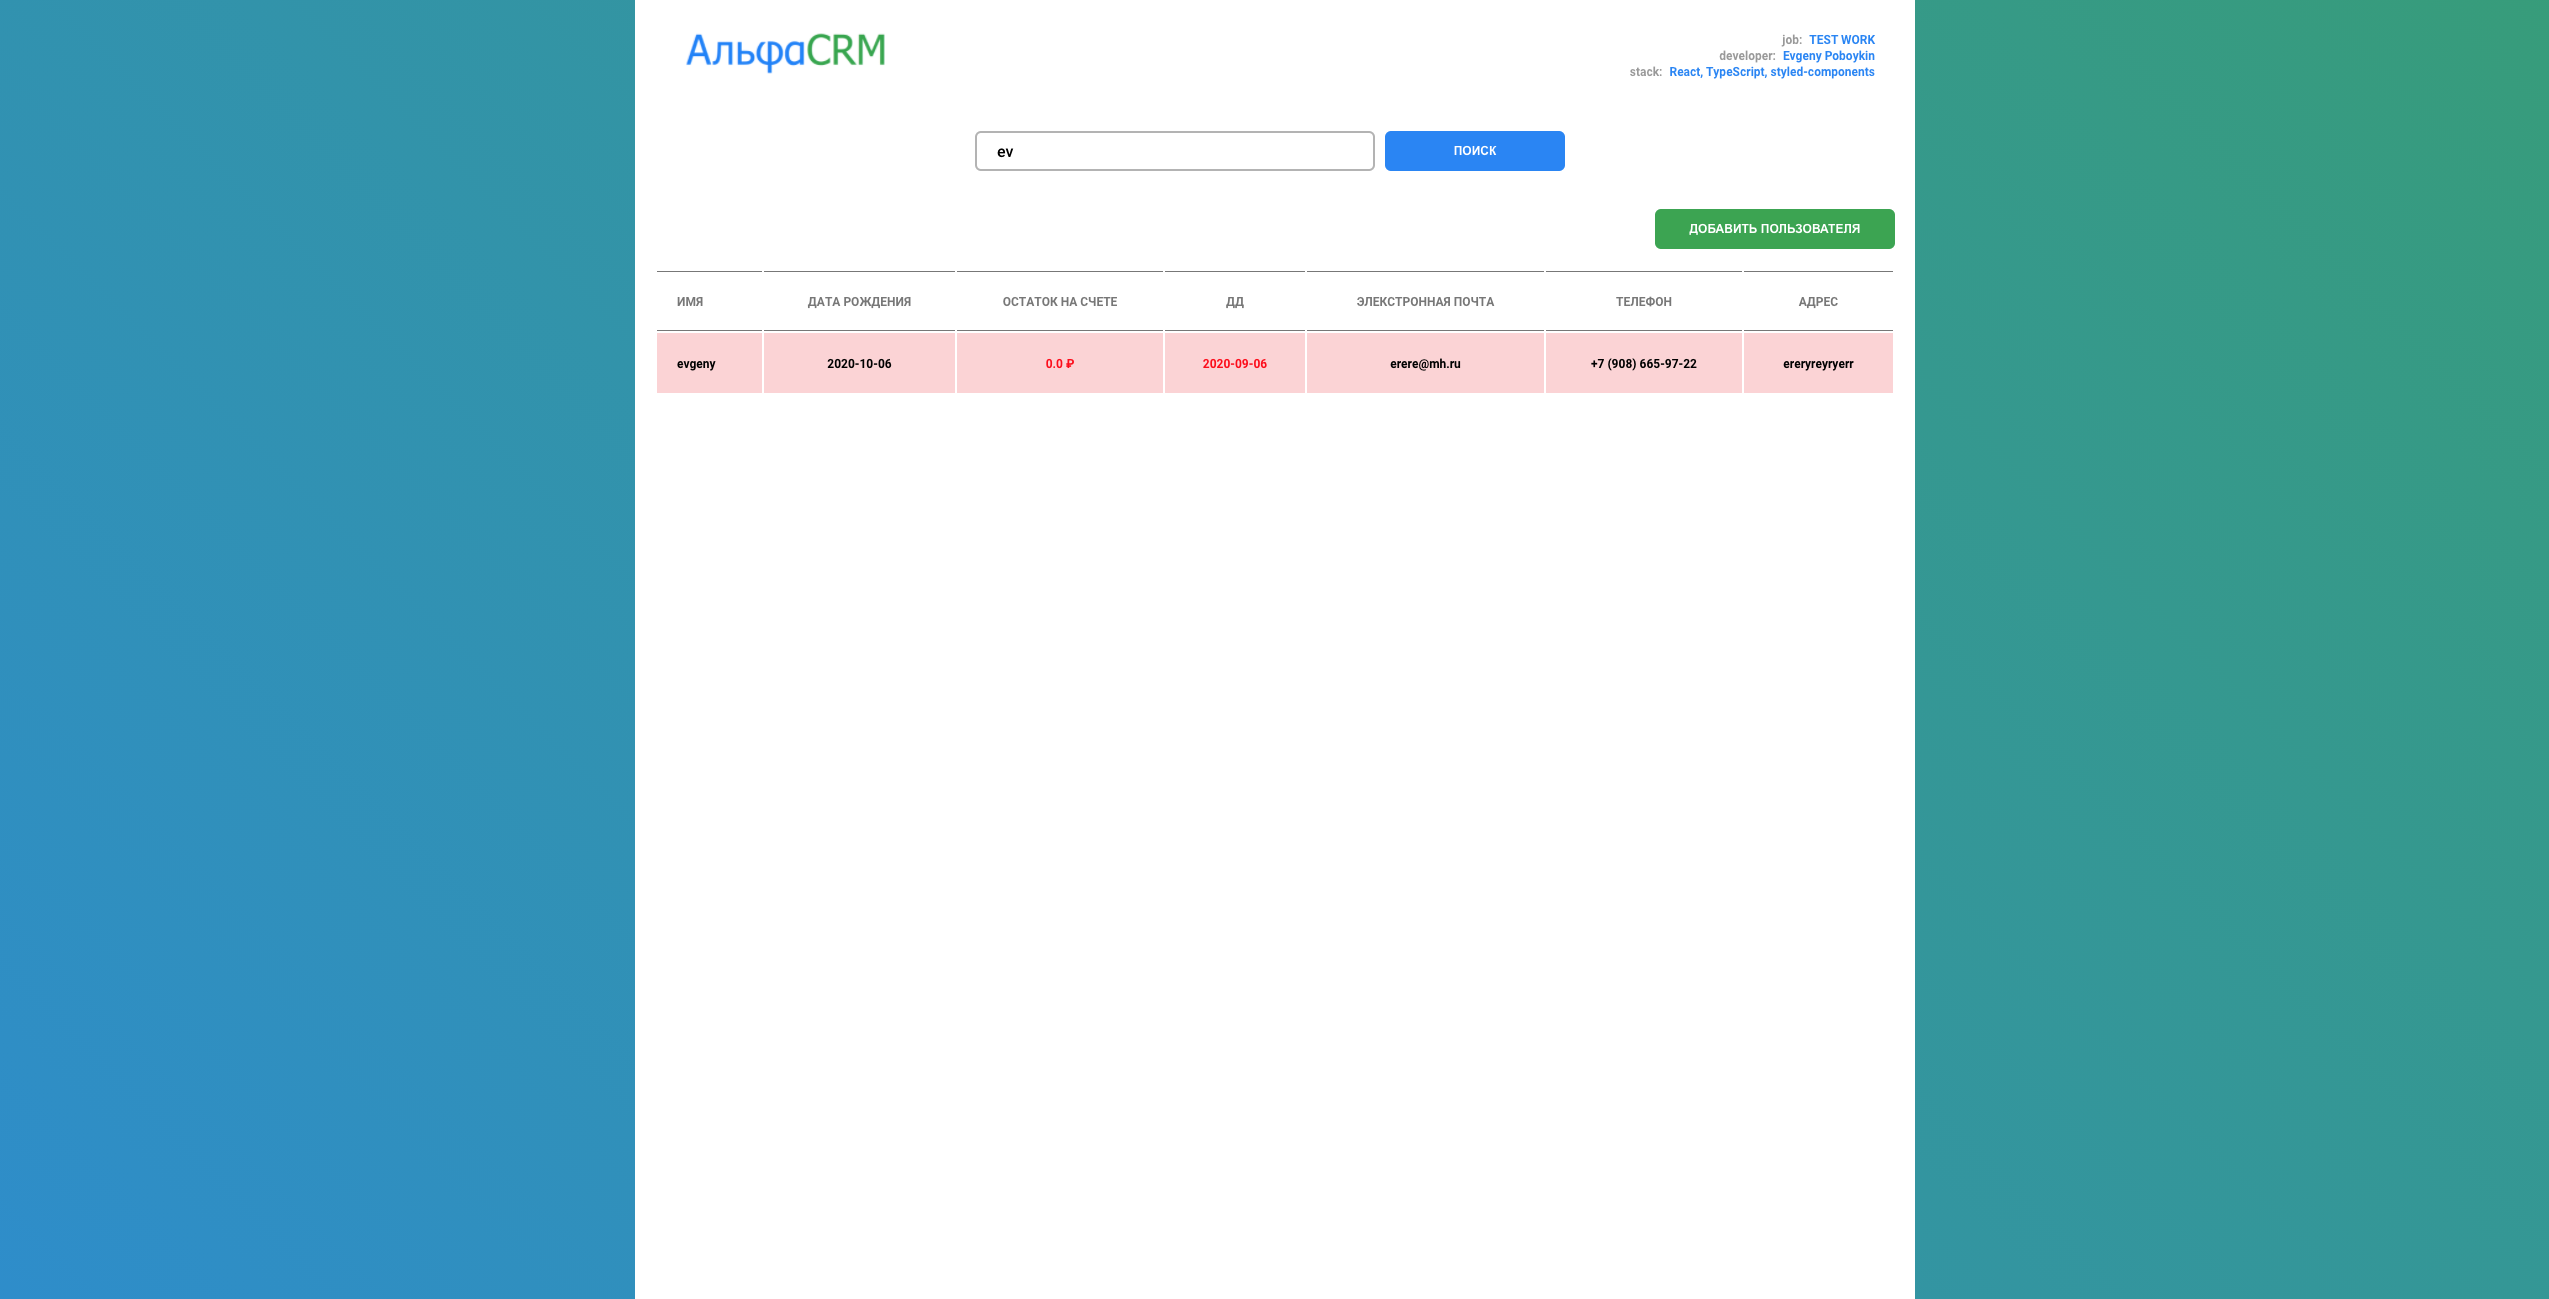 АльфаCRM
job: TEST WORK
developer: Evgeny Poboykin
stack: React, TypeScript, styled-components
ev ПОИСК
ДОБАВИТЬ ПОЛЬЗОВАТЕЛЯ
ИМЯ ДАТА РОЖДЕНИЯ ОСТАТОК НА СЧЕТЕ ДД ЭЛЕКСТРОННАЯ ПОЧТА ТЕЛЕФОН АДРЕС
evgeny 2020-10-06 0.0 ₽ 2020-09-06 erere@mh.ru +7 (908) 665-97-22 ereryreyryerr